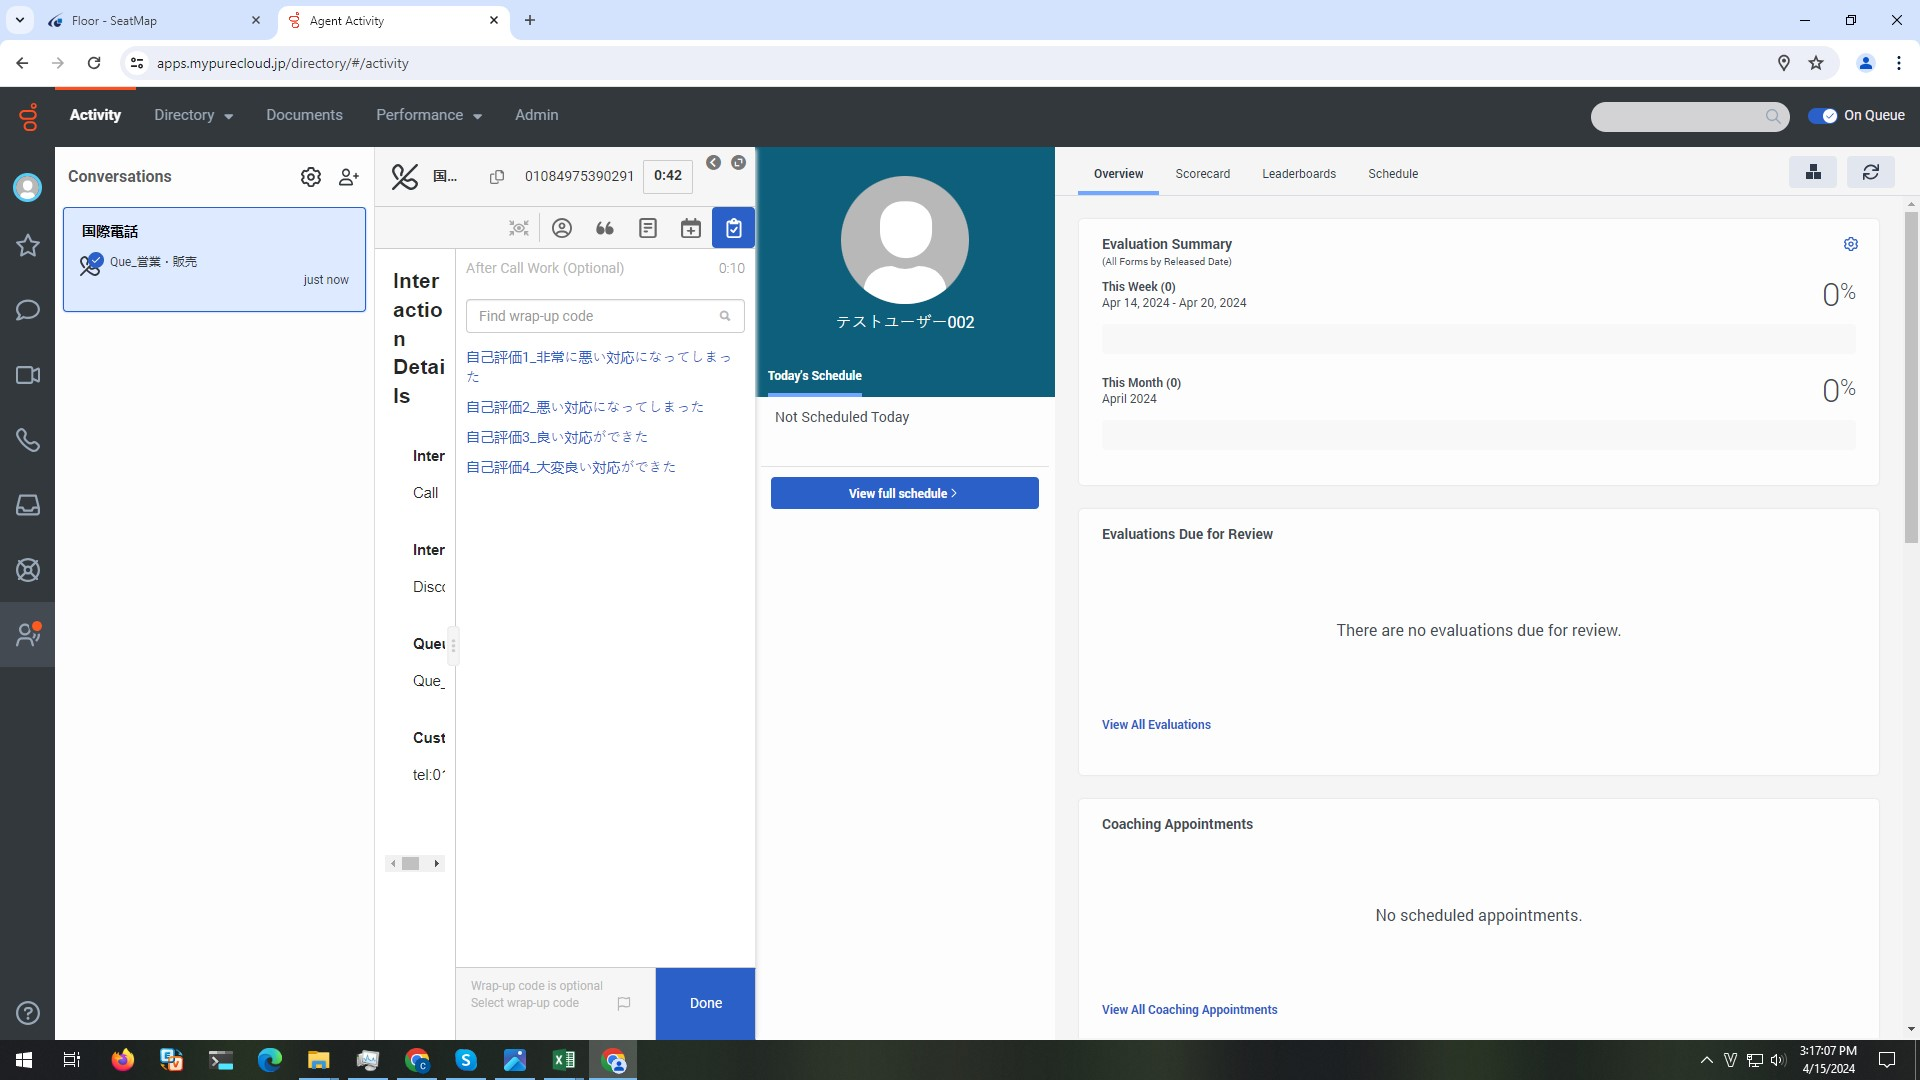 Floor - SeatMap
Agent Activity
apps.mypurecloud.jp/directory/#/activity
Activity
Directory
Documents
Performance
Admin
On Queue
Conversations
国際電話
Que_営業・販売
just now
国...
01084975390291
0:42
Inter
actio
n
Detai
ls
Inter
Call
Inter
Disc
Queu
Que_
Cust
tel:01
After Call Work (Optional)
0:10
Find wrap-up code
自己評価1_非常に悪い対応になってしまっ
た
自己評価2_悪い対応になってしまった
自己評価3_良い対応ができた
自己評価4_大変良い対応ができた
Wrap-up code is optional
Select wrap-up code
Done
テストユーザー002
Today's Schedule
Not Scheduled Today
View full schedule
Overview
Scorecard
Leaderboards
Schedule
Evaluation Summary
(All Forms by Released Date)
This Week (0)
Apr 14, 2024 - Apr 20, 2024
0%
This Month (0)
April 2024
0%
Evaluations Due for Review
There are no evaluations due for review.
View All Evaluations
Coaching Appointments
No scheduled appointments.
View All Coaching Appointments
3:17:07 PM
4/15/2024